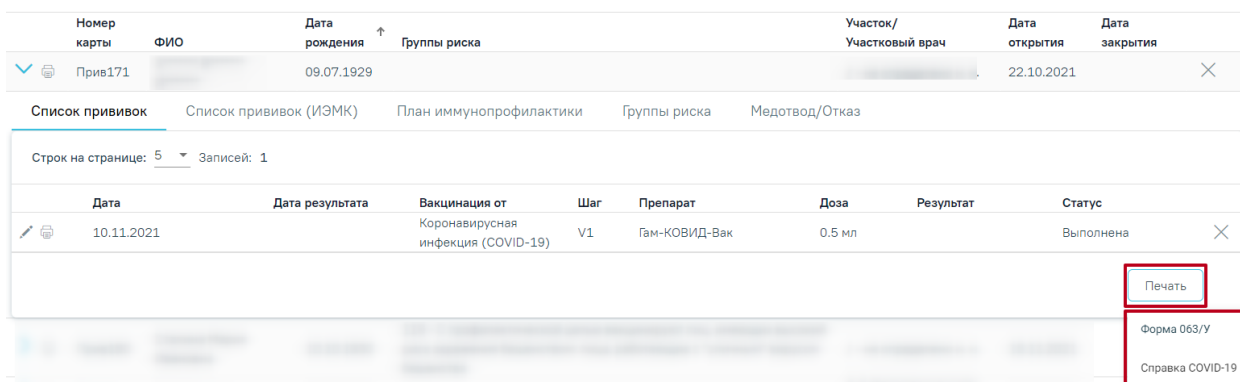 Номер карты ФИО Дата рождения Группы риска Участок/ Участковый врач Дата открытия Дата закрытия
Прив171 09.07.1929 22.10.2021
Список прививок Список прививок (ИЭМК) План иммунопрофилактики Группы риска Медотвод/Отказ
Строк на странице: 5 Записей: 1
Дата Дата результата Вакцинация от Шаг Препарат Доза Результат Статус
10.11.2021 Коронавирусная инфекция (COVID-19) V1 Гам-КОВИД-Вак 0.5 мл Выполнена
Печать
Форма 063/У
Справка COVID-19